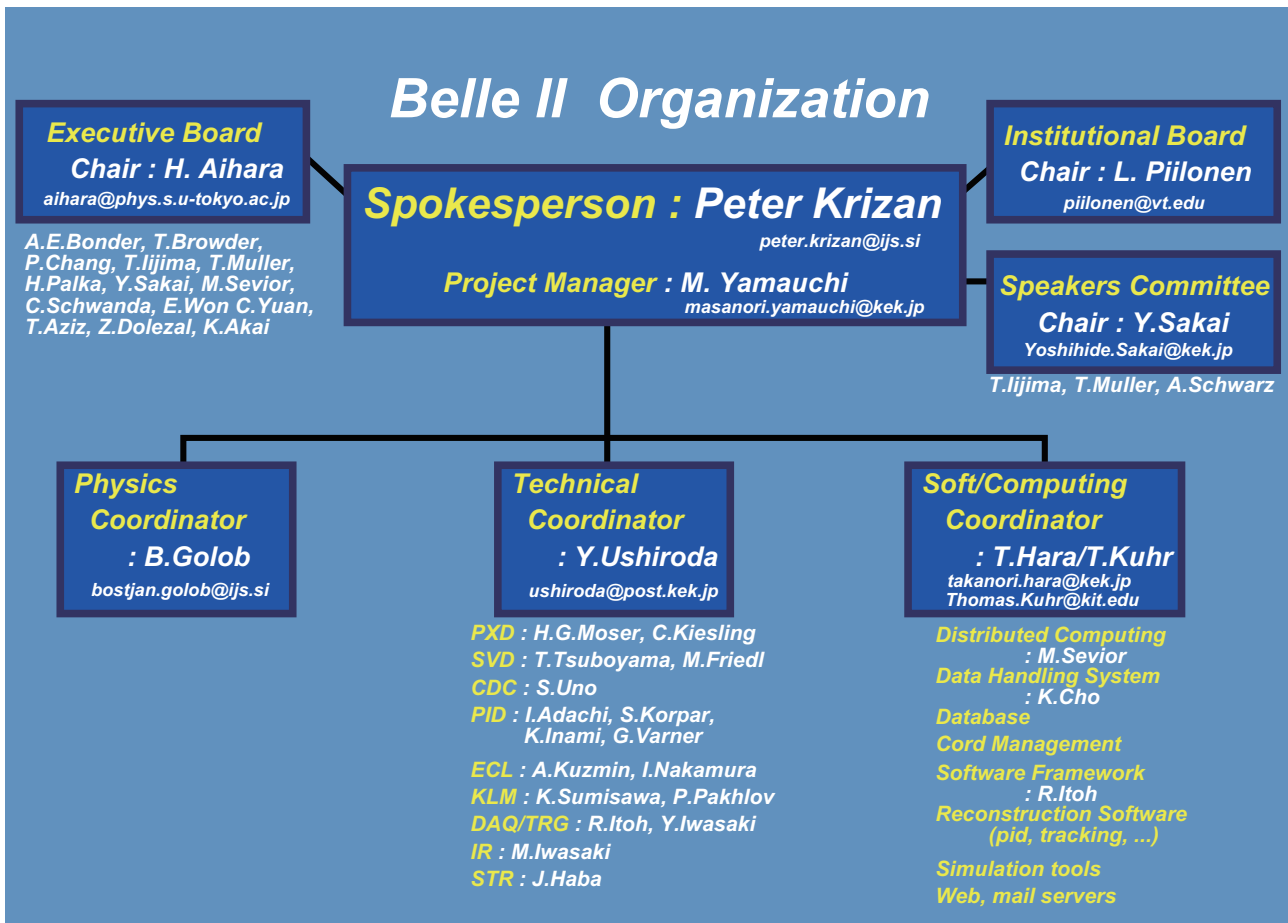 Belle II Organization
Executive Board
Chair : H. Aihara
aihara@phys.s.u-tokyo.ac.jp
A.E.Bonder, T.Browder,
P.Chang, T.Iijima, T.Muller,
H.Palka, Y.Sakai, M.Sevior,
C.Schwanda, E.Won C.Yuan,
T.Aziz, Z.Dolezal, K.Akai
Spokesperson : Peter Krizan
peter.krizan@ijs.si
Project Manager : M. Yamauchi
masanori.yamauchi@kek.jp
Institutional Board
Chair : L. Piilonen
piilonen@vt.edu
Speakers Committee
Chair : Y.Sakai
Yoshihide.Sakai@kek.jp
T.Iijima, T.Muller, A.Schwarz
Physics
Coordinator
: B.Golob
bostjan.golob@ijs.si
Technical
Coordinator
: Y.Ushiroda
ushiroda@post.kek.jp
PXD : H.G.Moser, C.Kiesling
SVD : T.Tsuboyama, M.Friedl
CDC : S.Uno
PID : I.Adachi, S.Korpar,
K.Inami, G.Varner
ECL : A.Kuzmin, I.Nakamura
KLM : K.Sumisawa, P.Pakhlov
DAQ/TRG : R.Itoh, Y.Iwasaki
IR : M.Iwasaki
STR : J.Haba
Soft/Computing
Coordinator
: T.Hara/T.Kuhr
takanori.hara@kek.jp
Thomas.Kuhr@kit.edu
Distributed Computing
: M.Sevior
Data Handling System
: K.Cho
Database
Cord Management
Software Framework
: R.Itoh
Reconstruction Software
(pid, tracking, ...)
Simulation tools
Web, mail servers